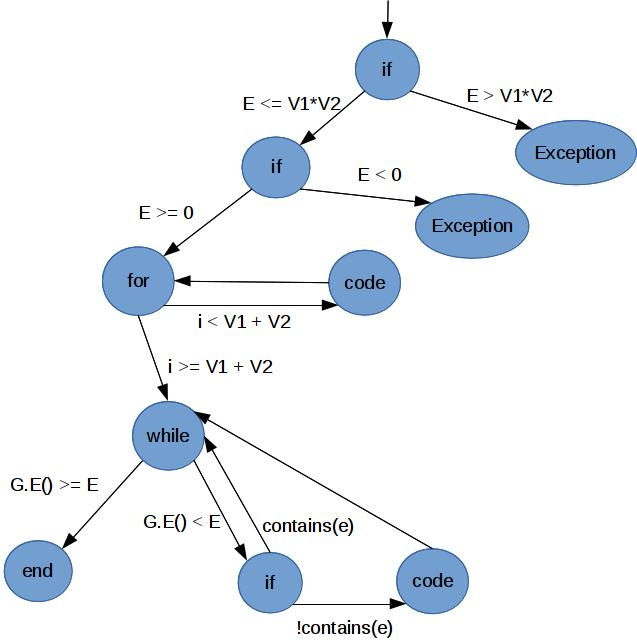 if
E <= V1*V2
E > V1*V2
Exception
if
E < 0
E >= 0
Exception
for
code
i < V1 + V2
i >= V1 + V2
while
G.E() >= E
G.E() < E
contains(e)
end
if
code
!contains(e)